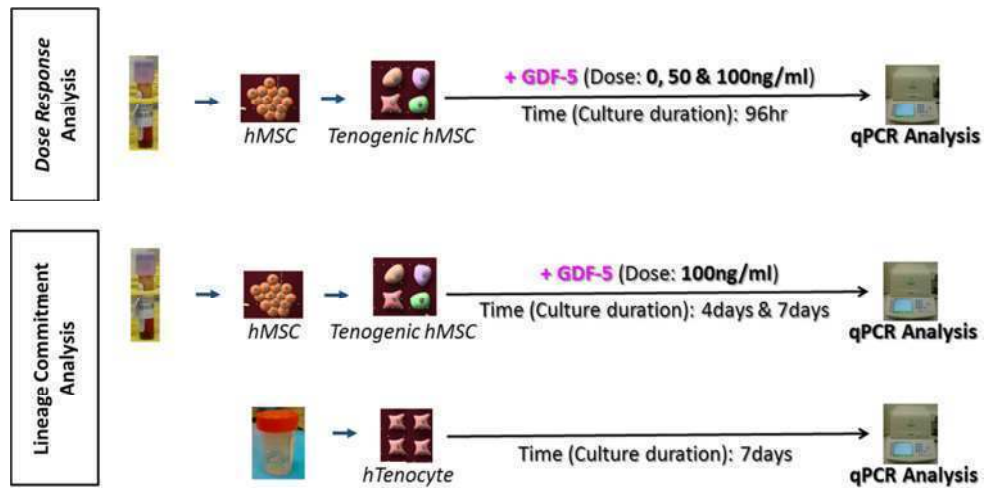 Dose Response
Analysis
hMSC
Tenogenic hMSC
+ GDF-5 (Dose: 0, 50 & 100ng/ml)
Time (Culture duration): 96hr
qPCR Analysis
Lineage Commitment
Analysis
hMSC
Tenogenic hMSC
+ GDF-5 (Dose: 100ng/ml)
Time (Culture duration): 4days & 7days
qPCR Analysis
hTenocyte
Time (Culture duration): 7days
qPCR Analysis